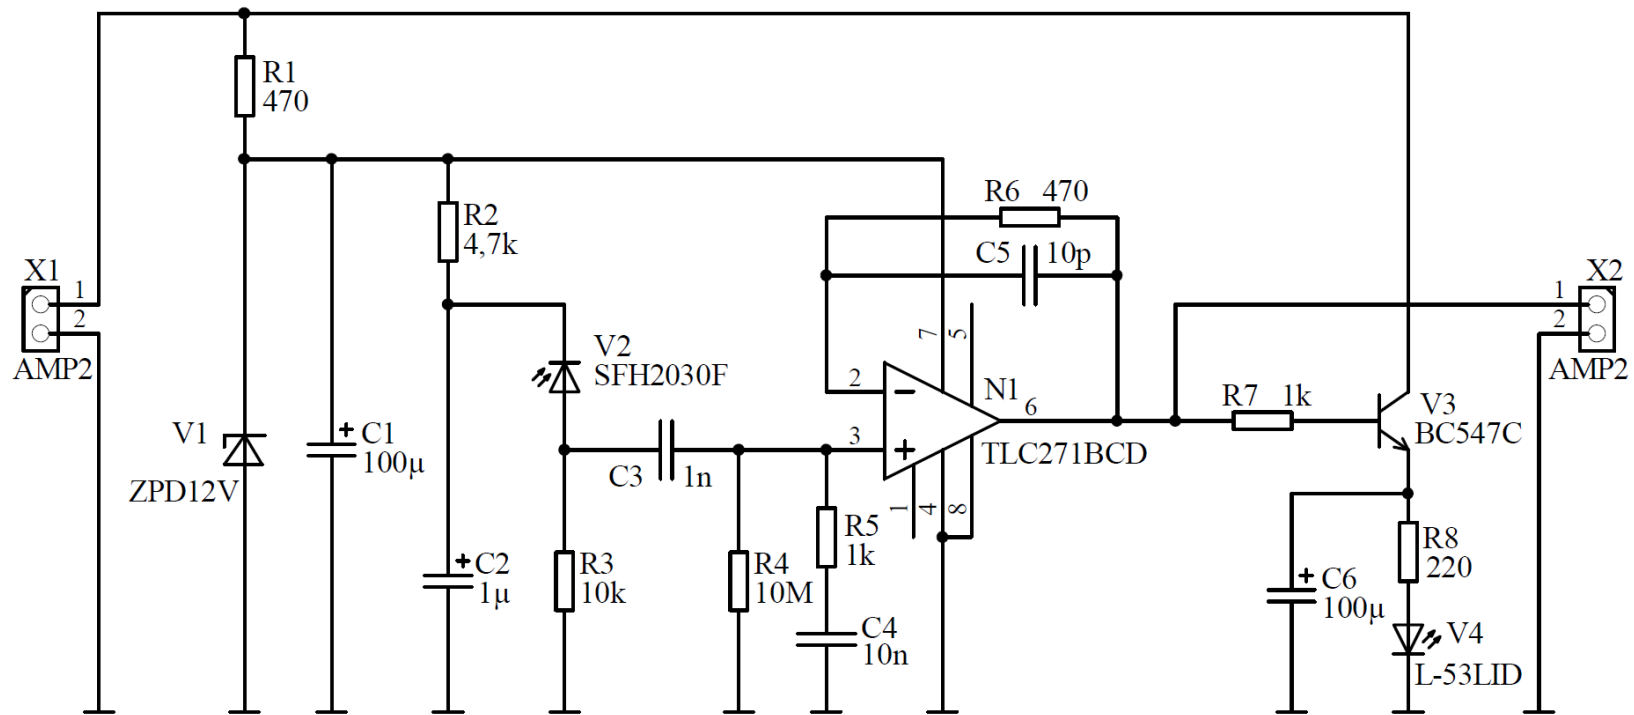 R1
470
R6 470
R2
4,7k
C5 10p
X1
1
2
AMP2
X2
1
2
AMP2
V2
SFH2030F
7
5
2
N1
6
3
TLC271BCD
R7 1k
V3
BC547C
V1
ZPD12V
C1
100µ
C3 1n
1
4
8
R5
1k
R8
220
C2
1µ
R3
10k
R4
10M
C6
100µ
C4
10n
V4
L-53LID